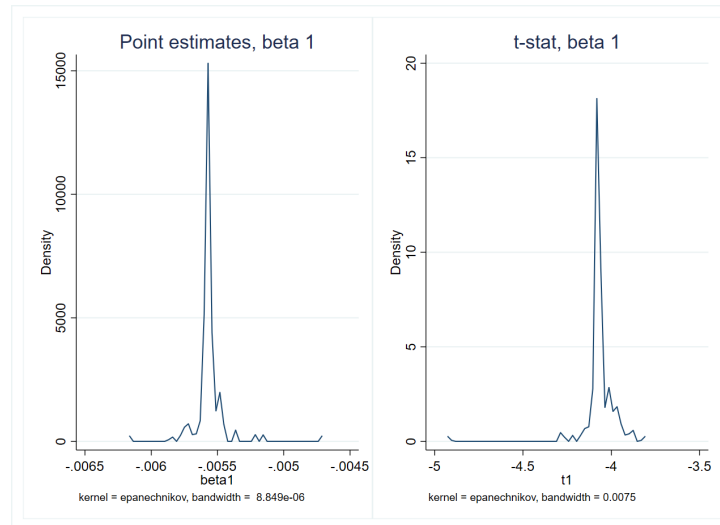 Point estimates, beta 1
Density
15000
10000
5000
0
-.0065 -.006 -.0055 -.005 -.0045
beta1
kernel = epanechnikov, bandwidth = 8.849e-06
t-stat, beta 1
Density
20
15
10
5
0
-5 -4.5 -4 -3.5
t1
kernel = epanechnikov, bandwidth = 0.0075